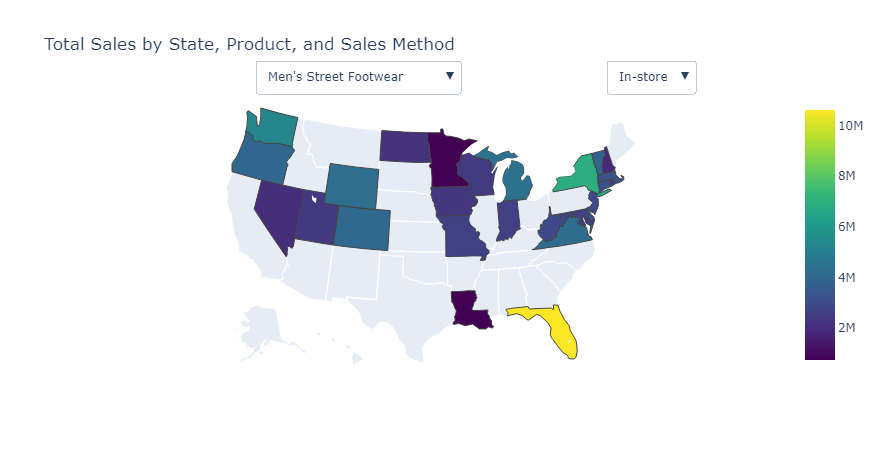 Total Sales by State, Product, and Sales Method
Men's Street Footwear
In-store
10M
8M
6M
4M
2M